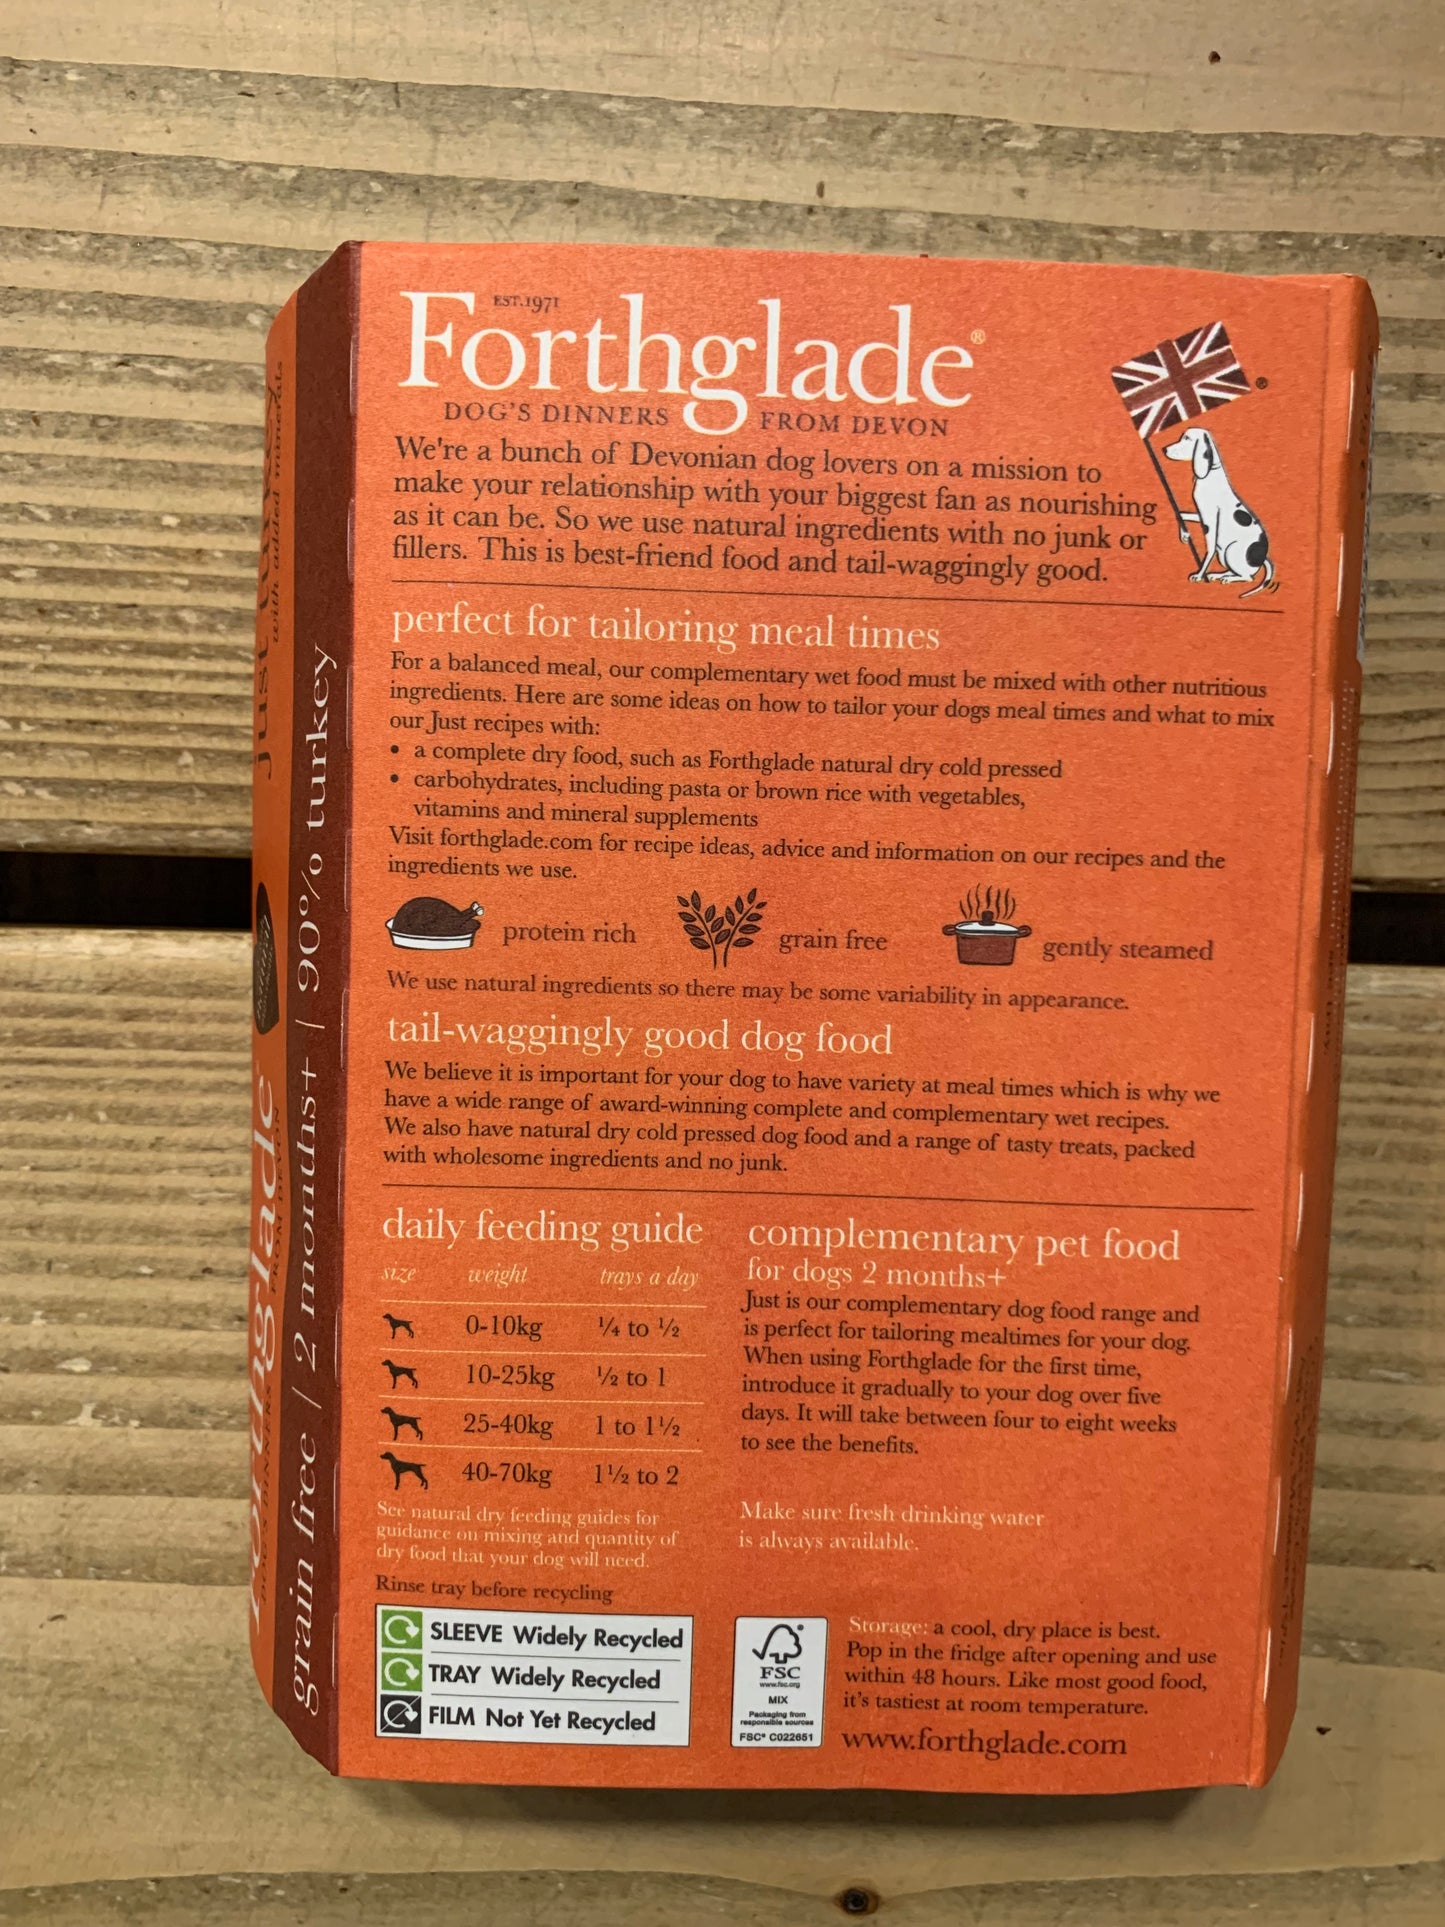 EST.1971
Forthglade®
DOG'S DINNERS FROM DEVON
We're a bunch of Devonian dog lovers on a mission to
make your relationship with your biggest fan as nourishing
as it can be. So we use natural ingredients with no junk or
fillers. This is best-friend food and tail-waggingly good.
perfect for tailoring meal times
For a balanced meal, our complementary wet food must be mixed with other nutritious
ingredients. Here are some ideas on how to tailor your dogs meal times and what to mix
our Just recipes with:
• a complete dry food, such as Forthglade natural dry cold pressed
• carbohydrates, including pasta or brown rice with vegetables,
vitamins and mineral supplements
Visit forthglade.com for recipe ideas, advice and information on our recipes and the
ingredients we use.
protein rich
grain free
gently steamed
We use natural ingredients so there may be some variability in appearance.
tail-waggingly good dog food
We believe it is important for your dog to have variety at meal times which is why we
have a wide range of award-winning complete and complementary wet recipes.
We also have natural dry cold pressed dog food and a range of tasty treats, packed
with wholesome ingredients and no junk.
daily feeding guide
size weight trays a day
0-10kg ¼ to ½
10-25kg ½ to 1
25-40kg 1 to 1½
40-70kg 1½ to 2
See natural dry feeding guides for
guidance on mixing and quantity of
dry food that your dog will need.
complementary pet food
for dogs 2 months+
Just is our complementary dog food range and
is perfect for tailoring mealtimes for your dog.
When using Forthglade for the first time,
introduce it gradually to your dog over five
days. It will take between four to eight weeks
to see the benefits.
Make sure fresh drinking water
is always available.
Rinse tray before recycling
SLEEVE Widely Recycled
TRAY Widely Recycled
FILM Not Yet Recycled
FSC
www.fsc.org
MIX
Packaging from
responsible sources
FSC® C022651
Storage: a cool, dry place is best.
Pop in the fridge after opening and use
within 48 hours. Like most good food,
it's tastiest at room temperature.
www.forthglade.com
grain free | 2 months+ | 90% turkey
Forthglade
DOG'S DINNERS FROM DEVON
just turkey
with added minerals